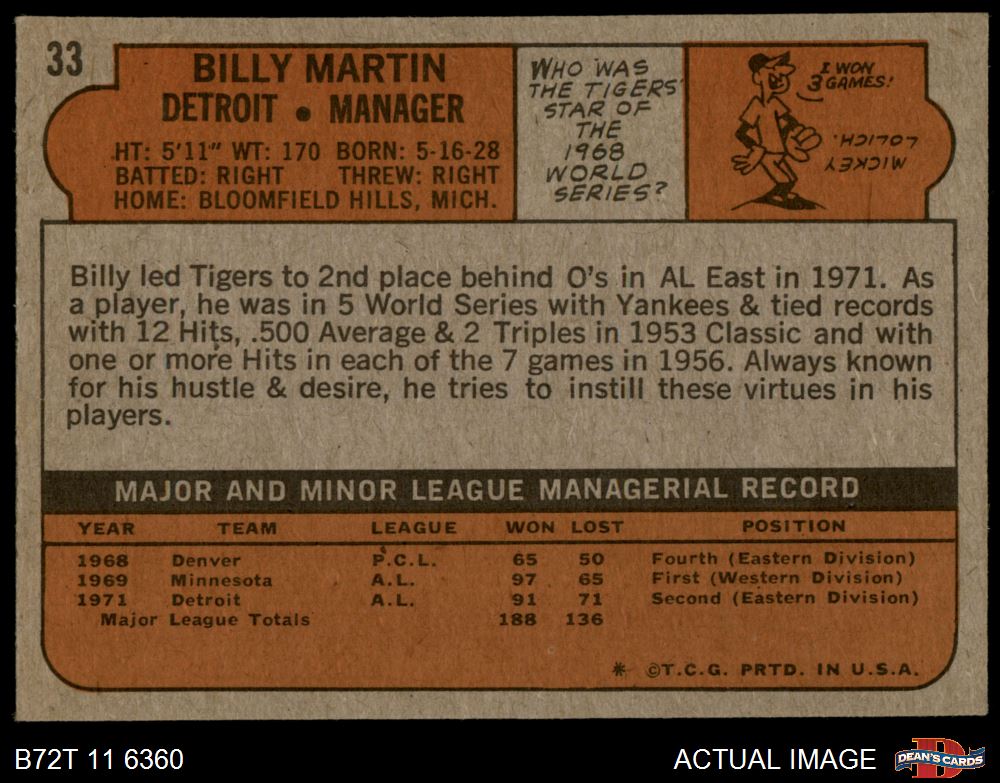 33
BILLY MARTIN
DETROIT • MANAGER
HT: 5'11" WT: 170 BORN: 5-16-28
BATTED: RIGHT THREW: RIGHT
HOME: BLOOMFIELD HILLS, MICH.
WHO WAS
THE TIGERS'
STAR OF
THE
1968
WORLD
SERIES?
I WON
3 GAMES!
MICKEY
LOLICH.
Billy led Tigers to 2nd place behind O's in AL East in 1971. As
a player, he was in 5 World Series with Yankees & tied records
with 12 Hits, .500 Average & 2 Triples in 1953 Classic and with
one or more Hits in each of the 7 games in 1956. Always known
for his hustle & desire, he tries to instill these virtues in his
players.
MAJOR AND MINOR LEAGUE MANAGERIAL RECORD
YEAR TEAM LEAGUE WON LOST POSITION
1968 Denver P.C.L. 65 50 Fourth (Eastern Division)
1969 Minnesota A.L. 97 65 First (Western Division)
1971 Detroit A.L. 91 71 Second (Eastern Division)
Major League Totals 188 136
* ©T.C.G. PRTD. IN U.S.A.
B72T 11 6360
ACTUAL IMAGE
D
DEAN'S CARDS